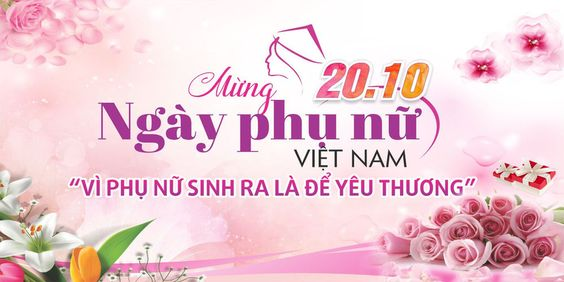 Mừng 20.10
Ngày phụ nữ
VIỆT NAM
“VÌ PHỤ NỮ SINH RA LÀ ĐỂ YÊU THƯƠNG”